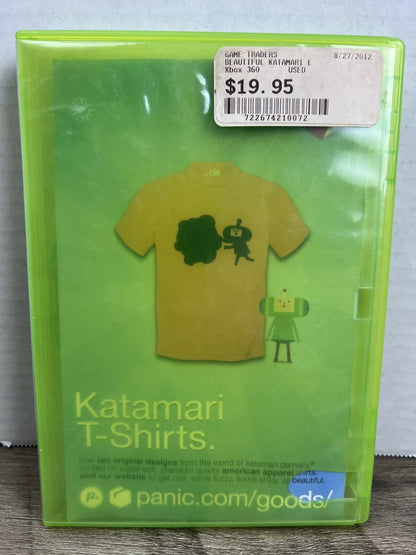 GAME TRADERS 8/27/2012
BEAUTIFUL KATAMARI E
Xbox 360 USED
$19.95
722674210072
Katamari
T-Shirts.
over ten original designs from the world of katamari damacy®
printed on super soft, premium quality american apparel shirts.
visit our website to get one. some fuzzy, some shiny, all beautiful.
p. panic.com/goods/